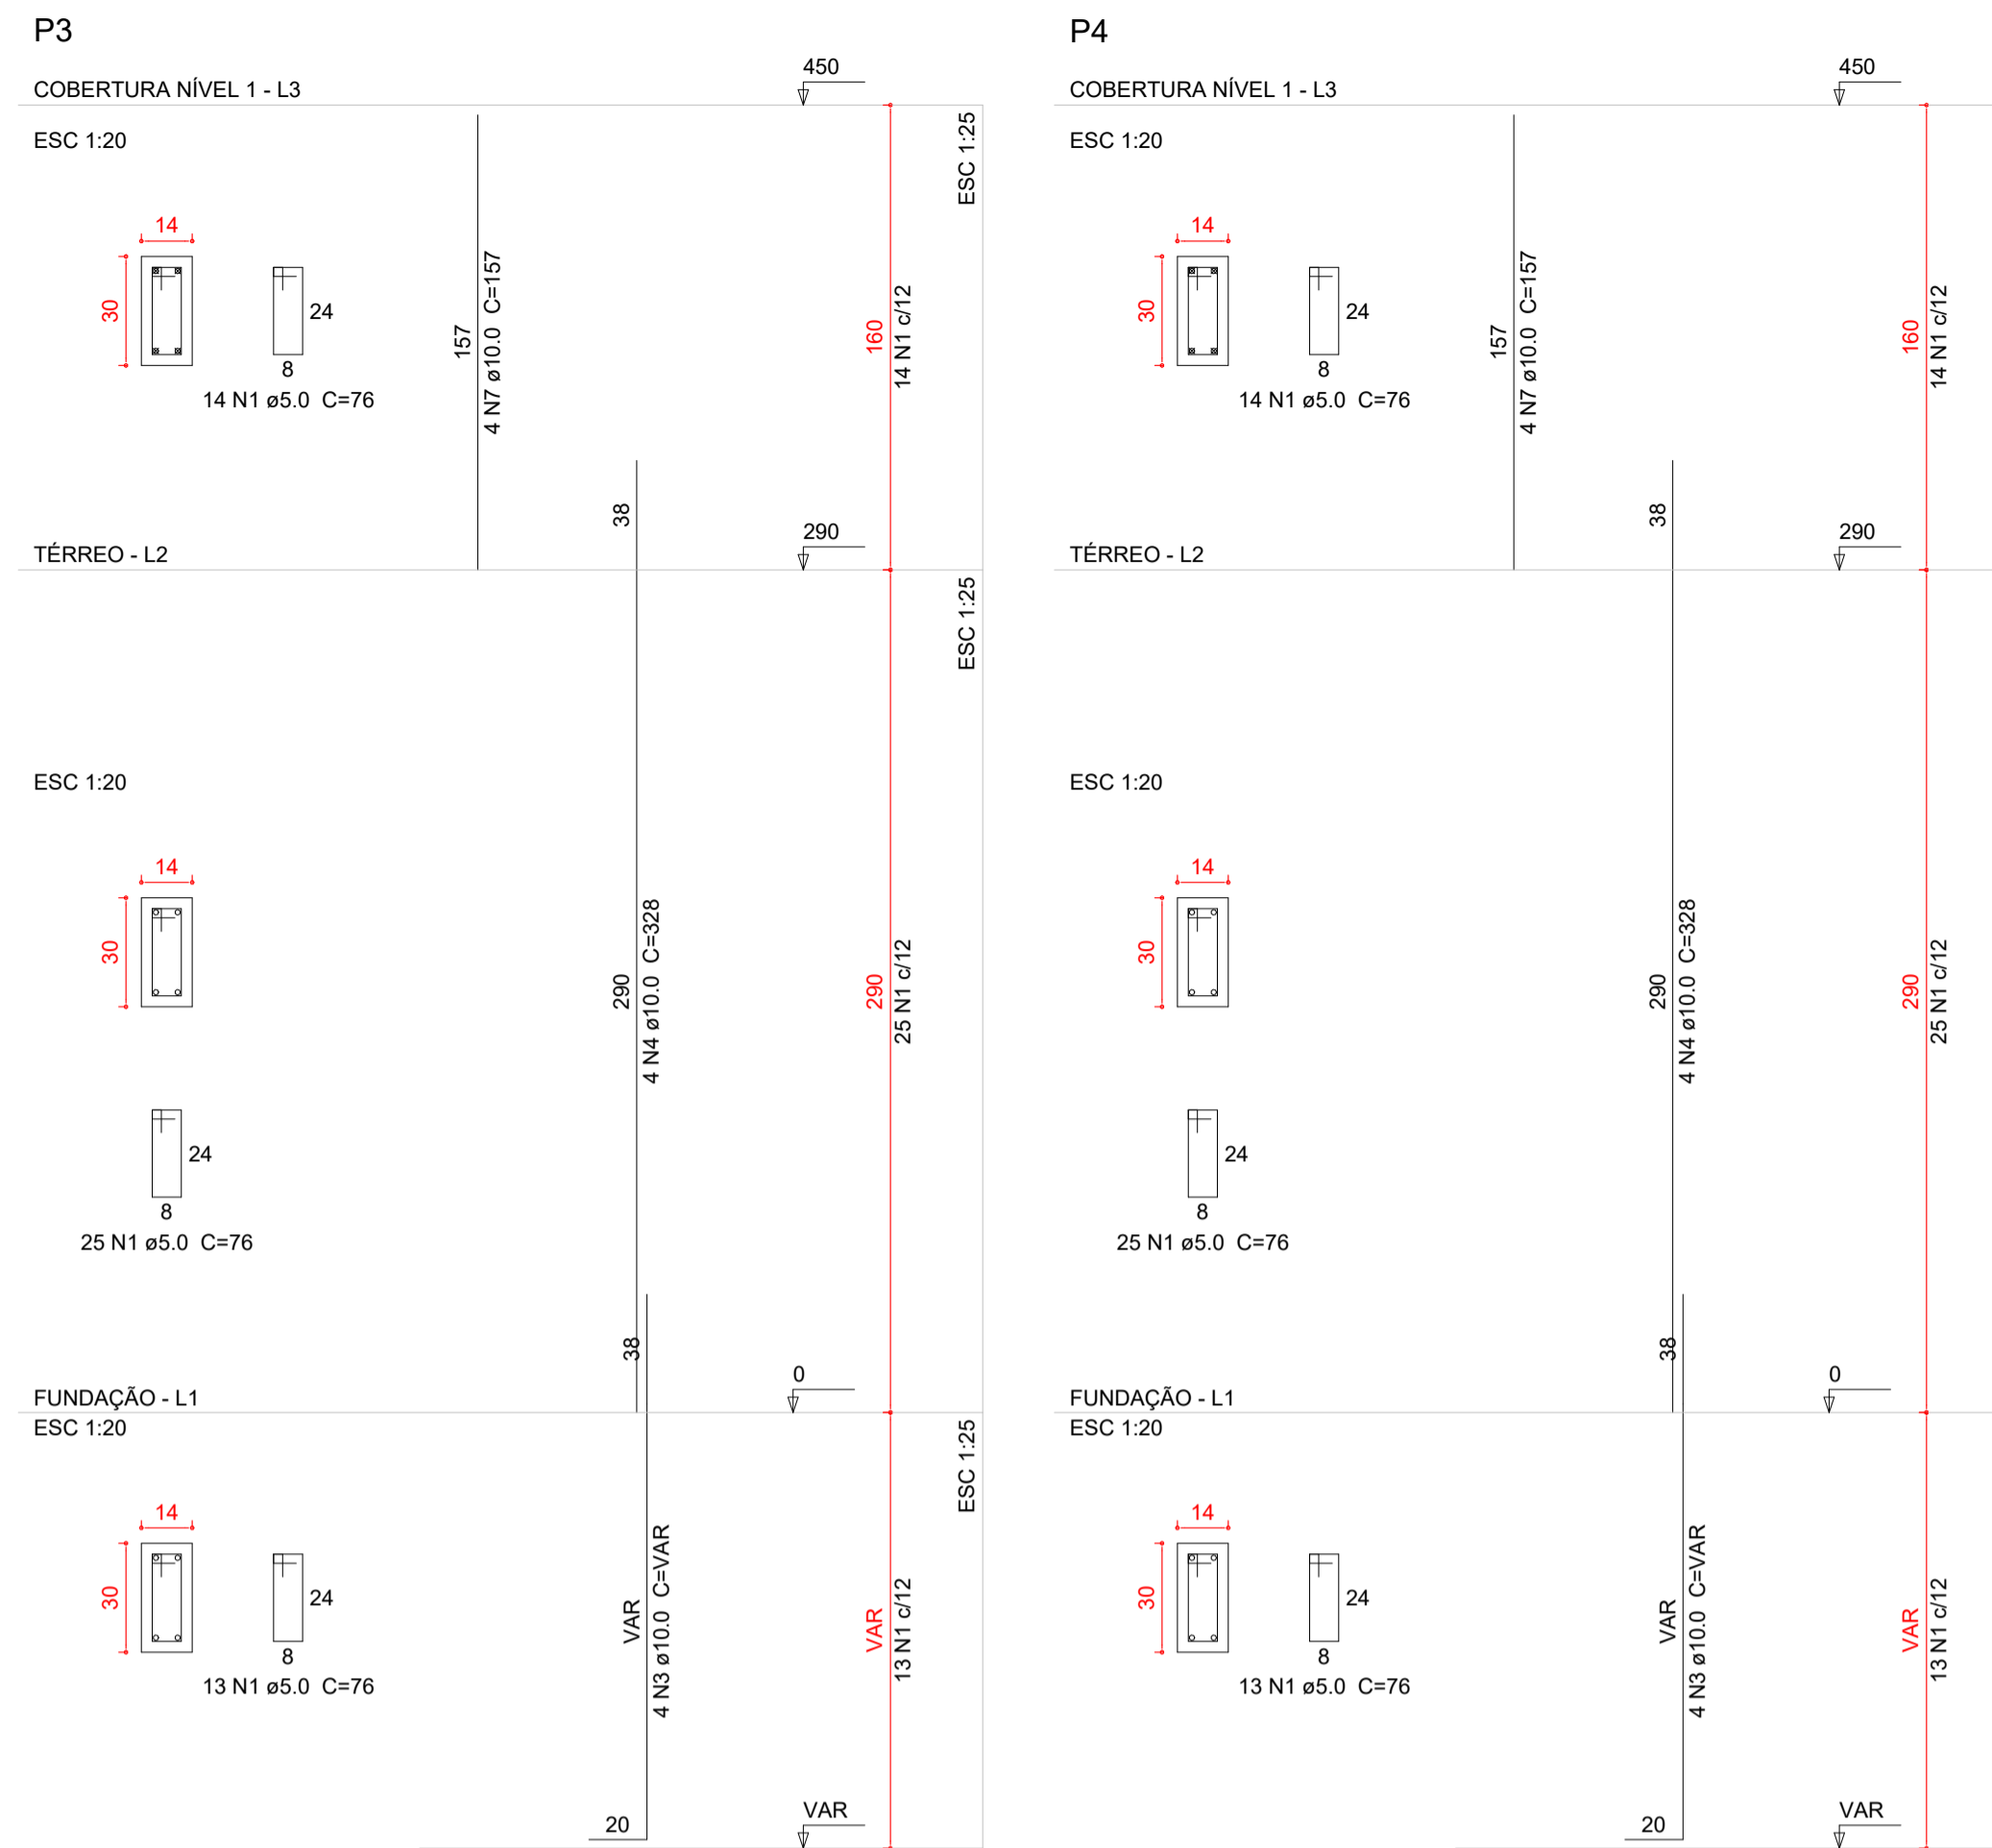 P3
COBERTURA NÍVEL 1 - L3
450
ESC 1:20
ESC 1:25
14
30
24
8
14 N1 ø5.0  C=76
157
4 N7 ø10.0  C=157
160
14 N1 c/12
38
TÉRREO - L2
290
ESC 1:25
ESC 1:20
14
30
24
8
25 N1 ø5.0  C=76
290
4 N4 ø10.0  C=328
290
25 N1 c/12
38
FUNDAÇÃO - L1
0
ESC 1:20
ESC 1:25
14
30
24
8
13 N1 ø5.0  C=76
VAR
4 N3 ø10.0  C=VAR
VAR
13 N1 c/12
20
VAR
P4
COBERTURA NÍVEL 1 - L3
450
ESC 1:20
14
30
24
8
14 N1 ø5.0  C=76
157
4 N7 ø10.0  C=157
160
14 N1 c/12
38
TÉRREO - L2
290
ESC 1:20
14
30
24
8
25 N1 ø5.0  C=76
290
4 N4 ø10.0  C=328
290
25 N1 c/12
38
FUNDAÇÃO - L1
0
ESC 1:20
14
30
24
8
13 N1 ø5.0  C=76
VAR
4 N3 ø10.0  C=VAR
VAR
13 N1 c/12
20
VAR